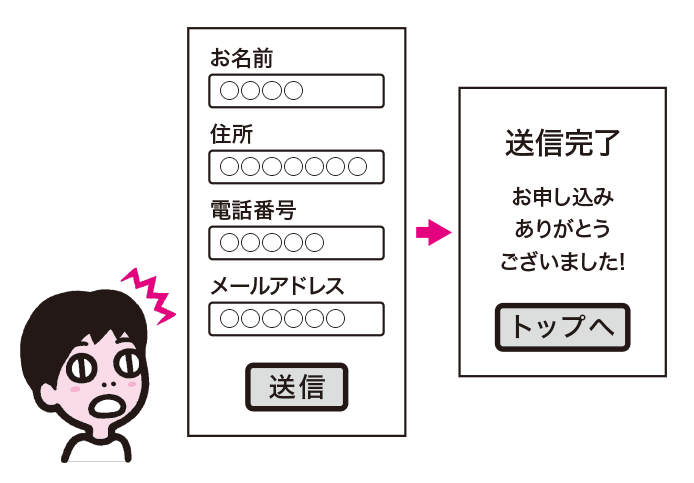 お名前
○○○○
住所
○○○○○○○
電話番号
○○○○○
メールアドレス
○○○○○○
送信
送信完了
お申し込み
ありがとう
ございました!
トップへ